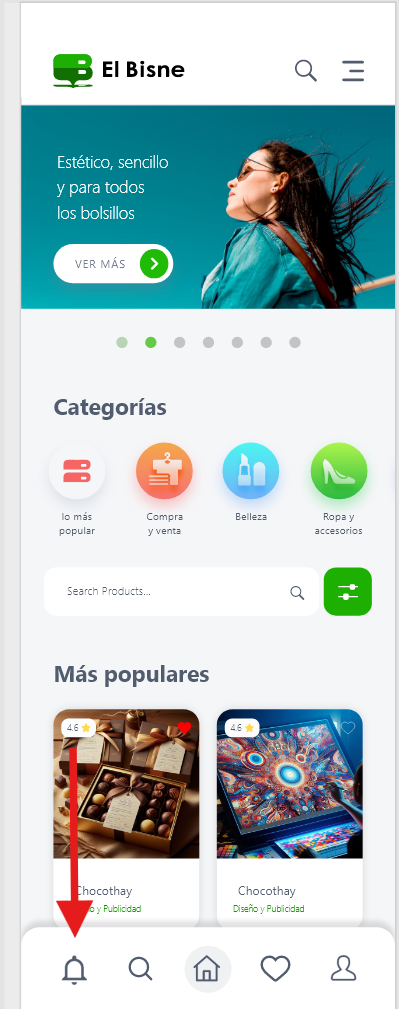 El Bisne
Estético, sencillo
y para todos
los bolsillos
VER MÁS
Categorías
lo más
popular
Compra
y venta
Belleza
Ropa y
accesorios
Search Products...
Más populares
4.6
4.6
Chocothay
y Publicidad
Chocothay
Diseño y Publicidad